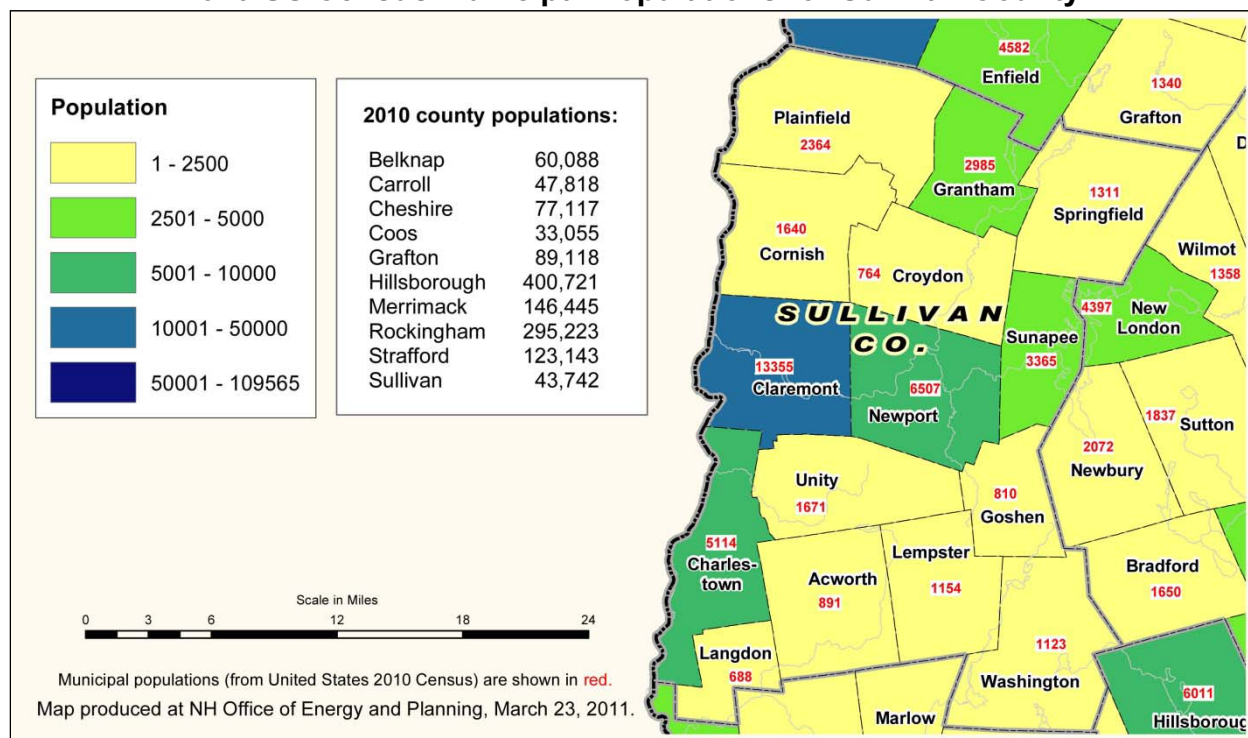 Population
1 - 2500
2501 - 5000
5001 - 10000
10001 - 50000
50001 - 109565
2010 county populations:
Belknap 60,088
Carroll 47,818
Cheshire 77,117
Coos 33,055
Grafton 89,118
Hillsborough 400,721
Merrimack 146,445
Rockingham 295,223
Strafford 123,143
Sullivan 43,742
4582
Enfield
1340
Grafton
Plainfield
2364
2985
Grantham
1311
Springfield
Wilmot
1358
1640
Cornish
764 Croydon
SULLIVAN
CO.
4397 New
London
Sunapee
3365
13355
Claremont
6507
Newport
1837 Sutton
2072
Newbury
Unity
1671
810
Goshen
5114
Charles-
town
Acworth
891
Lempster
1154
Bradford
1650
Langdon
688
1123
Washington
Marlow
6011
Hillsboroug
Scale in Miles
0 3 6 12 18 24
Municipal populations (from United States 2010 Census) are shown in red.
Map produced at NH Office of Energy and Planning, March 23, 2011.